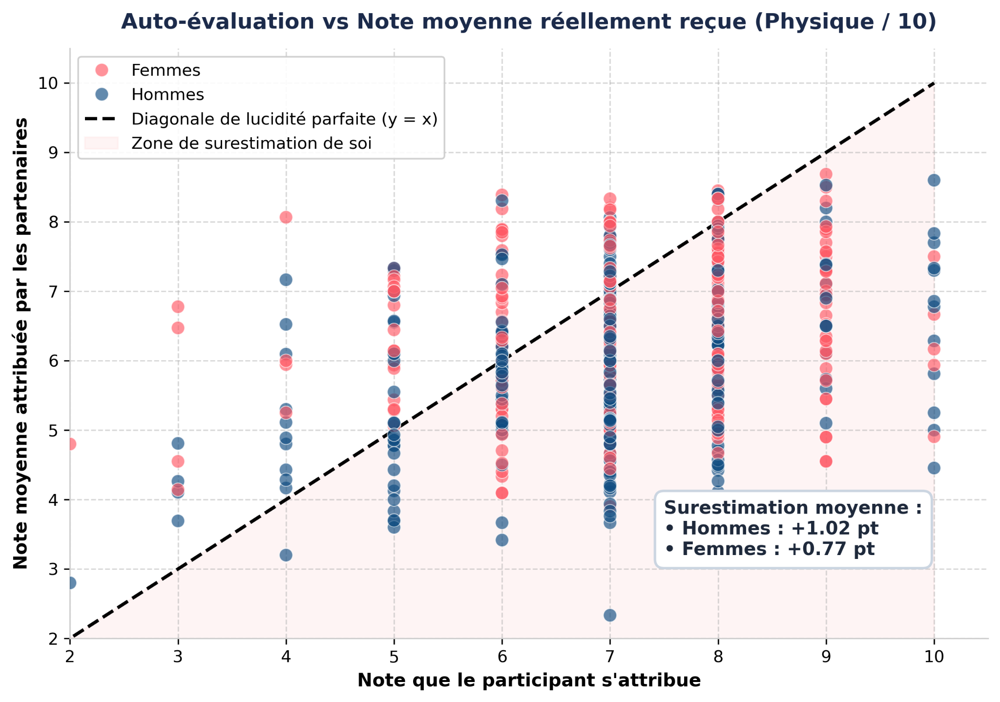 Auto-évaluation vs Note moyenne réellement reçue (Physique / 10)
Femmes
Hommes
Diagonale de lucidité parfaite (y = x)
Zone de surestimation de soi
Note moyenne attribuée par les partenaires
10
9
8
7
6
5
4
3
2
Surestimation moyenne :
• Hommes : +1.02 pt
• Femmes : +0.77 pt
2 3 4 5 6 7 8 9 10
Note que le participant s'attribue